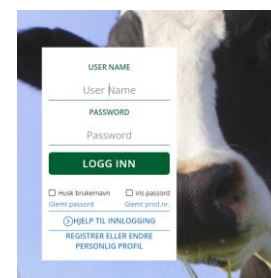 USER NAME
User Name
PASSWORD
Password
LOGG INN
Husk brukernavn Vis passord
Glemt passord Glemt prod.nr.
HJELP TIL INNLOGGING
REGISTRER ELLER ENDRE
PERSONLIG PROFIL